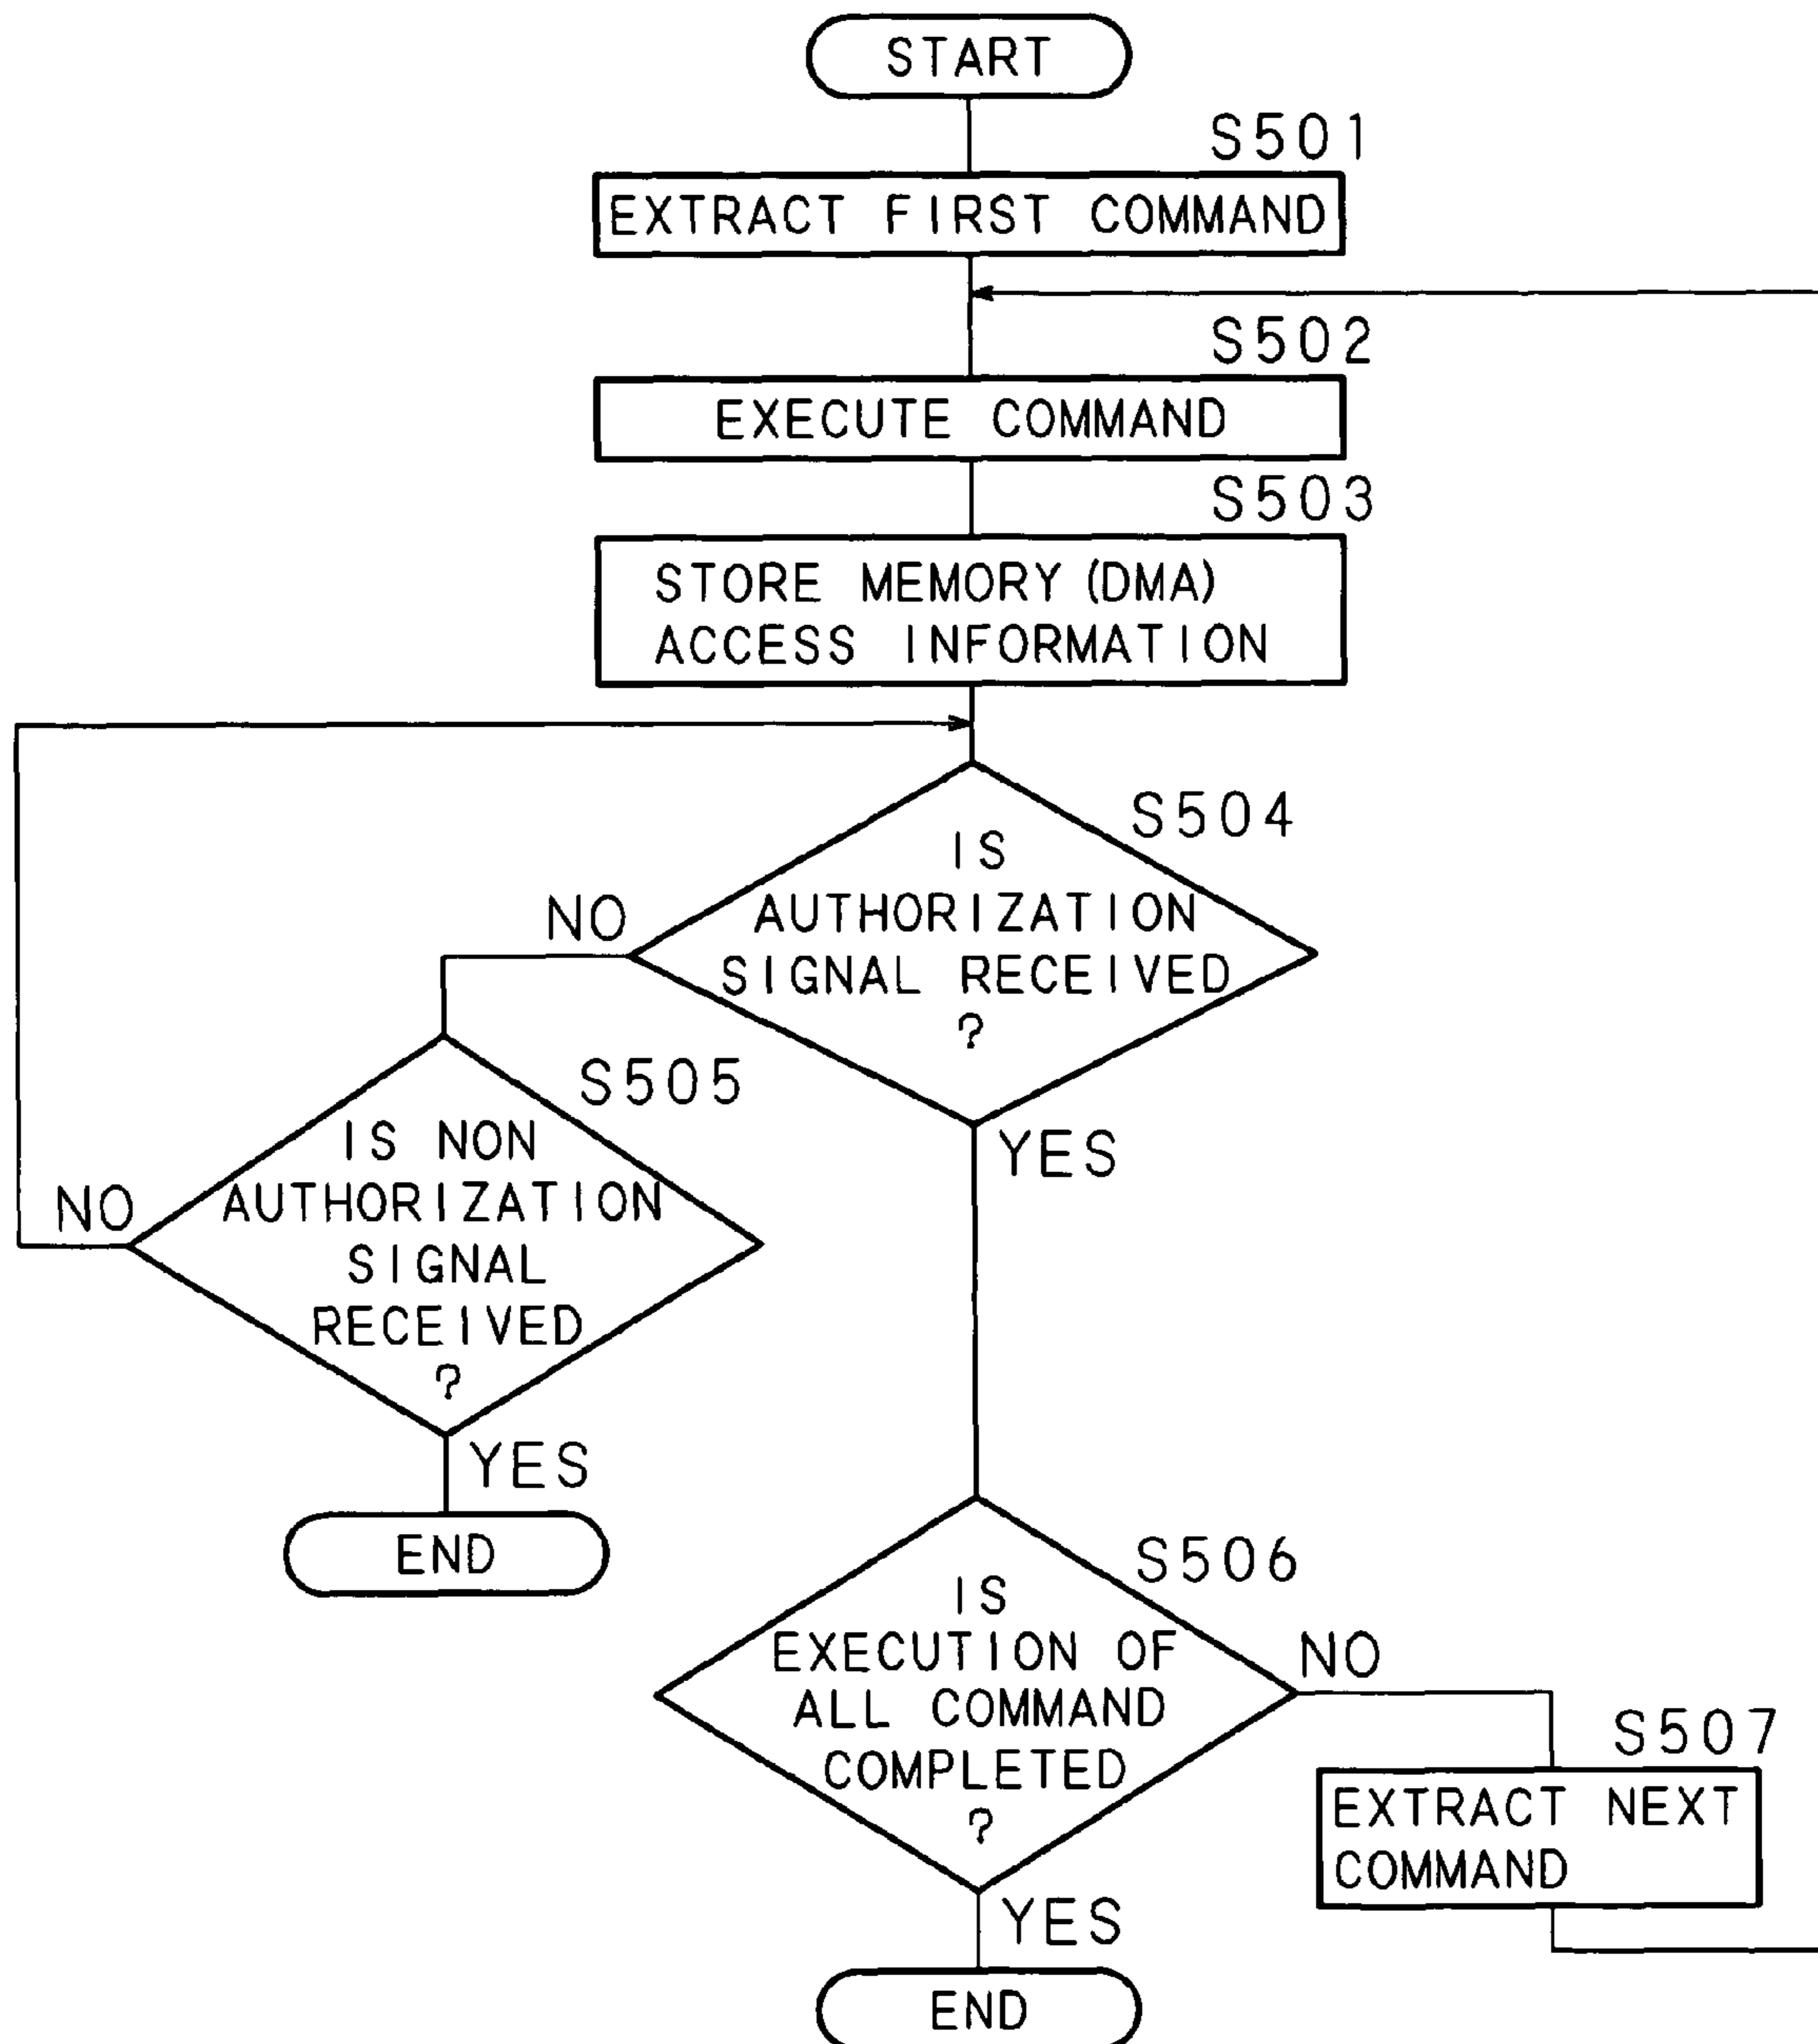 START
S501
EXTRACT FIRST COMMAND
S502
EXECUTE COMMAND
S503
STORE MEMORY (DMA)
ACCESS INFORMATION
S504
IS
AUTHORIZATION
SIGNAL RECEIVED
?
NO
YES
S505
IS NON
AUTHORIZATION
SIGNAL
RECEIVED
?
NO
YES
END
S506
IS
EXECUTION OF
ALL COMMAND
COMPLETED
?
NO
S507
EXTRACT NEXT
COMMAND
YES
END